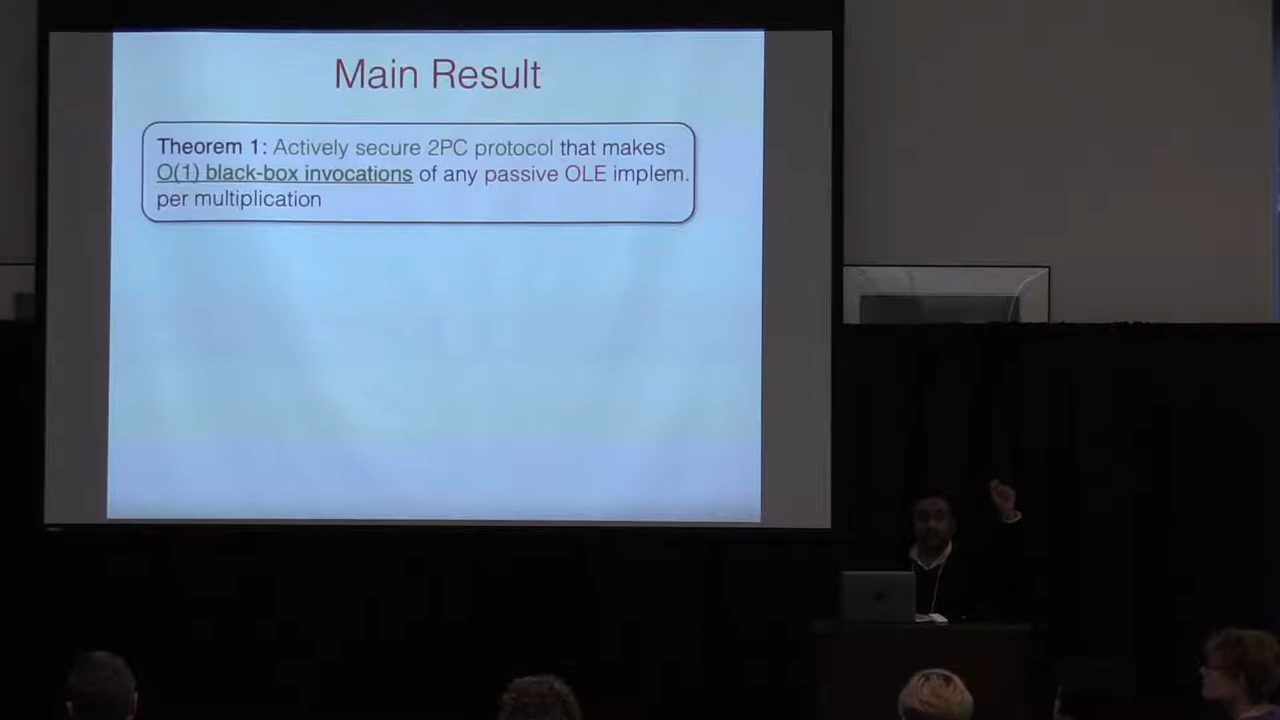 Main Result
Theorem 1: Actively secure 2PC protocol that makes
O(1) black-box invocations of any passive OLE implem.
per multiplication